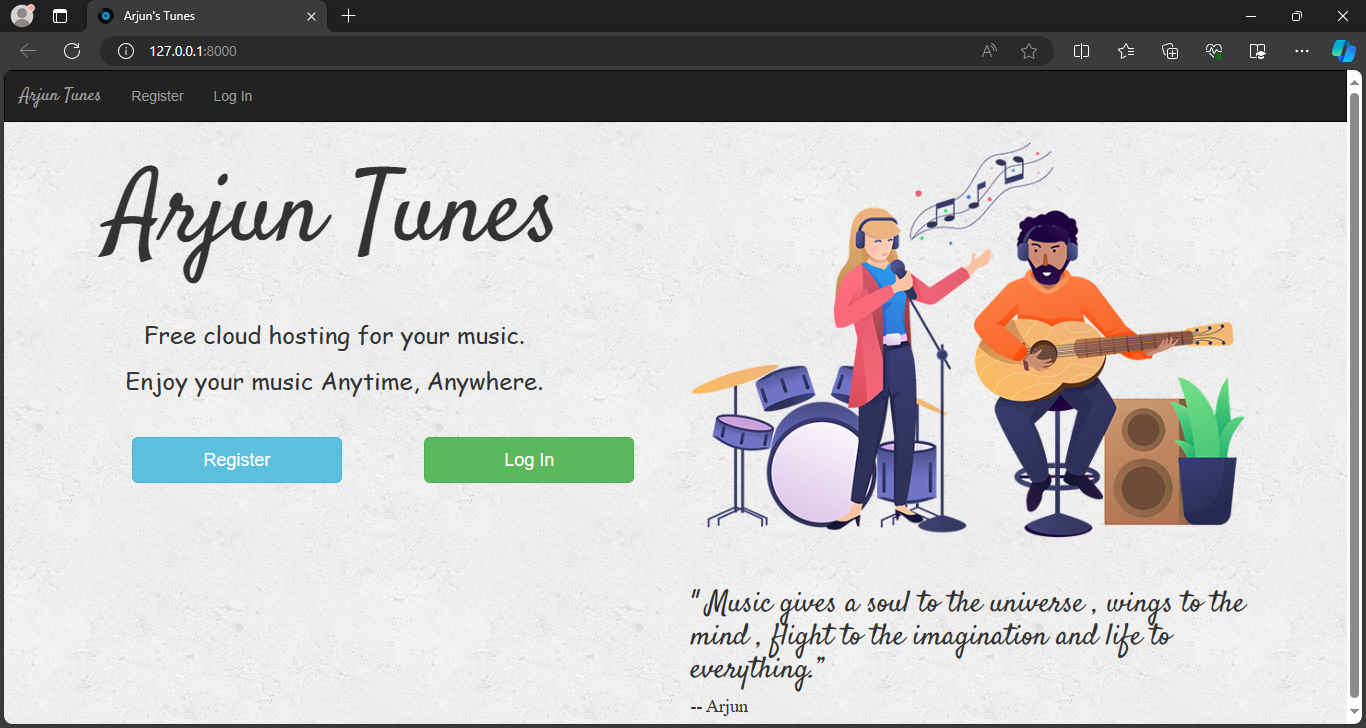 Arjun's Tunes
127.0.0.1:8000
Arjun Tunes Register Log In
Arjun Tunes
Free cloud hosting for your music.
Enjoy your music Anytime, Anywhere.
Register Log In
"Music gives a soul to the universe , wings to the
mind , flight to the imagination and life to
everything.”
-- Arjun